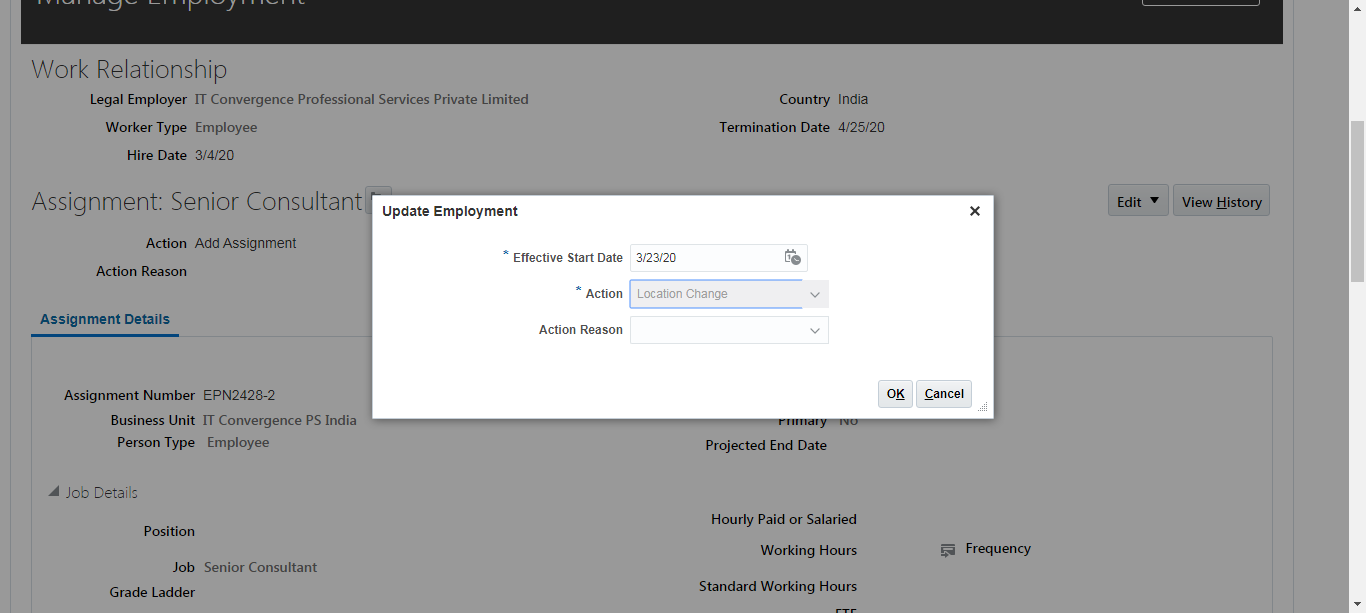 Manage Employment
Work Relationship
Legal Employer IT Convergence Professional Services Private Limited
Country India
Worker Type Employee
Termination Date 4/25/20
Hire Date 3/4/20
Assignment: Senior Consultant
Edit
View History
Action Add Assignment
Action Reason
Update Employment
* Effective Start Date 3/23/20
* Action Location Change
Action Reason
OK
Cancel
Assignment Details
Assignment Number EPN2428-2
Business Unit IT Convergence PS India
Primary No
Person Type Employee
Projected End Date
Job Details
Position
Hourly Paid or Salaried
Working Hours
Frequency
Job Senior Consultant
Standard Working Hours
Grade Ladder
FTE